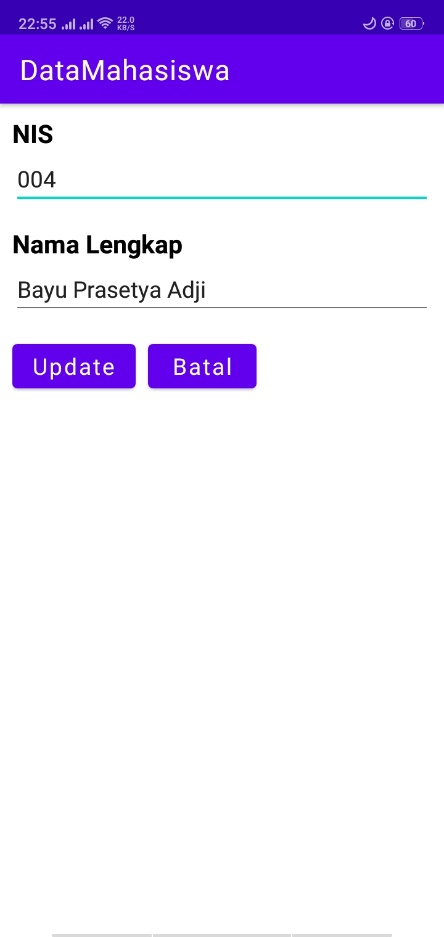 22:55 22.0 KB/S 60
DataMahasiswa
NIS
004
Nama Lengkap
Bayu Prasetya Adji
Update Batal